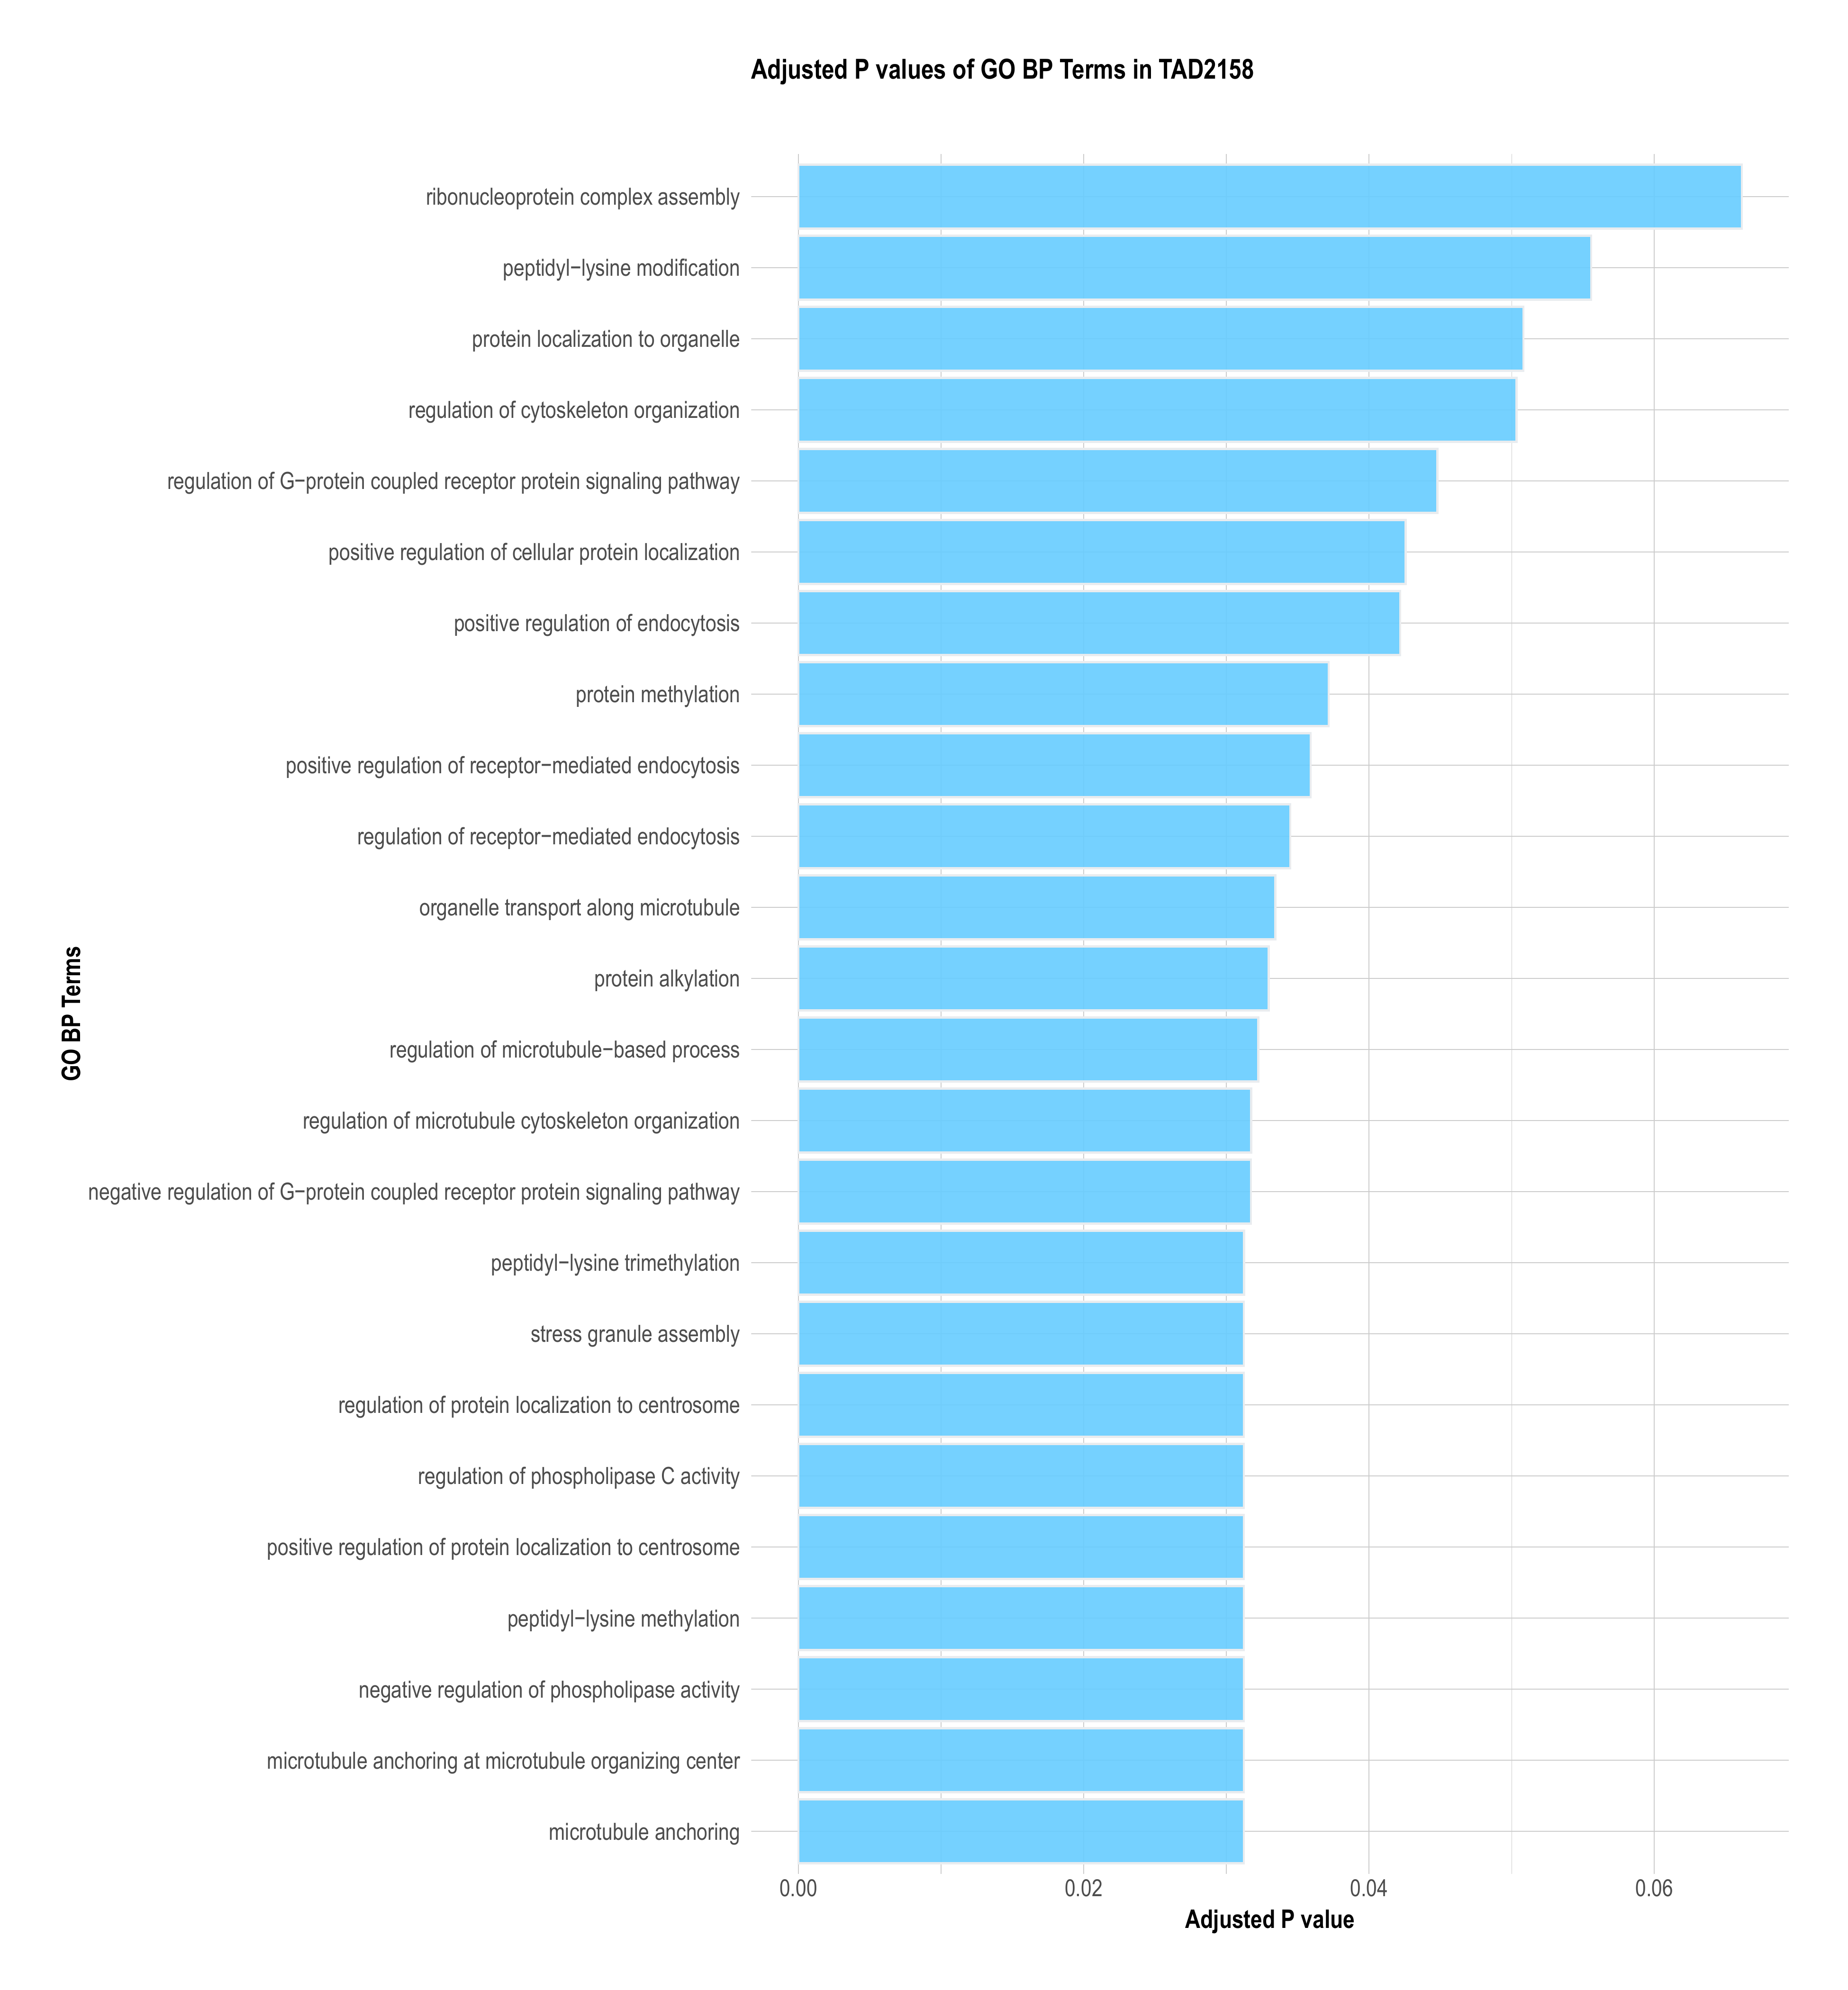 Adjusted P values of GO BP Terms in TAD2158
ribonucleoprotein complex assembly
peptidyl−lysine modification
protein localization to organelle
regulation of cytoskeleton organization
regulation of G−protein coupled receptor protein signaling pathway
positive regulation of cellular protein localization
positive regulation of endocytosis
protein methylation
positive regulation of receptor−mediated endocytosis
regulation of receptor−mediated endocytosis
organelle transport along microtubule
protein alkylation
regulation of microtubule−based process
regulation of microtubule cytoskeleton organization
negative regulation of G−protein coupled receptor protein signaling pathway
peptidyl−lysine trimethylation
stress granule assembly
regulation of protein localization to centrosome
regulation of phospholipase C activity
positive regulation of protein localization to centrosome
peptidyl−lysine methylation
negative regulation of phospholipase activity
microtubule anchoring at microtubule organizing center
microtubule anchoring
GO BP Terms
0.00 0.02 0.04 0.06
Adjusted P value